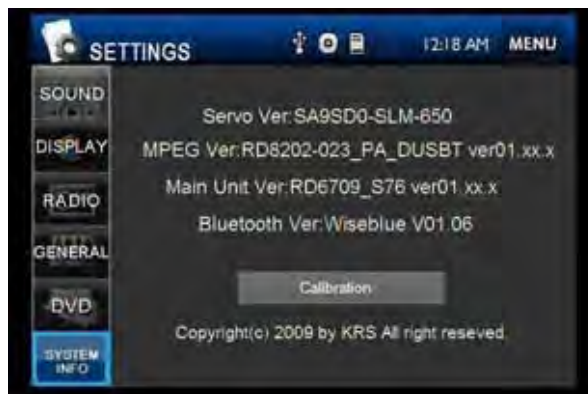 SETTINGS
12:18 AM MENU
SOUND
DISPLAY
RADIO
GENERAL
DVD
SYSTEM
INFO
Servo Ver:SA9SD0-SLM-650
MPEG Ver:RD8202-023_PA_DUSBT ver01.xx.x
Main Unit Ver:RD6709_S76 ver01.xx.x
Bluetooth Ver:Wiseblue V01.06
Calibration
Copyright(c) 2009 by KRS All right reseved.